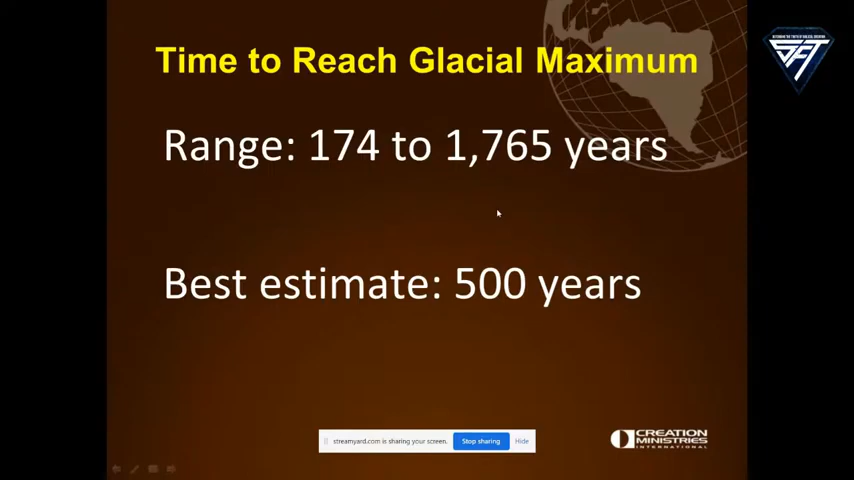 Time to Reach Glacial Maximum
SFT
Range: 174 to 1,765 years
Best estimate: 500 years
streamyard.com is sharing your screen.
Stop sharing
Hide
CREATION
MINISTRIES
INTERNATIONAL